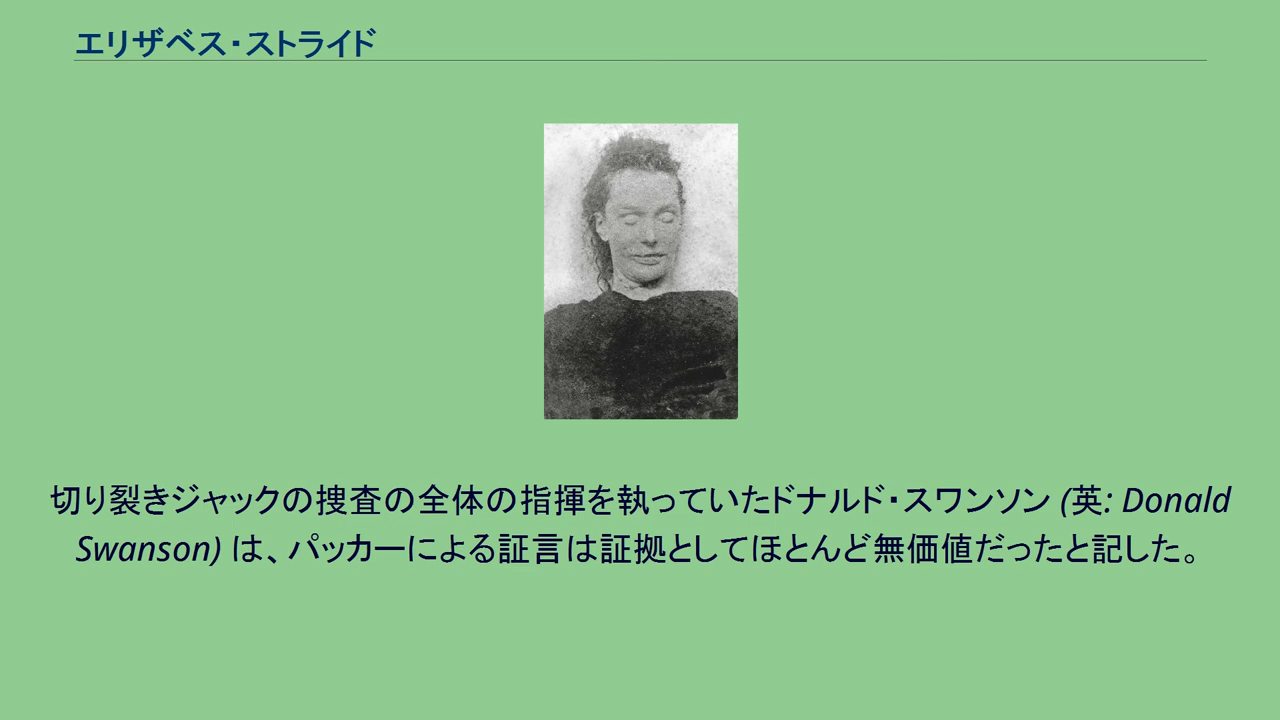 エリザベス・ストライド
切り裂きジャックの捜査の全体の指揮を執っていたドナルド・スワンソン (英: Donald
Swanson) は、パッカーによる証言は証拠としてほとんど無価値だったと記した。